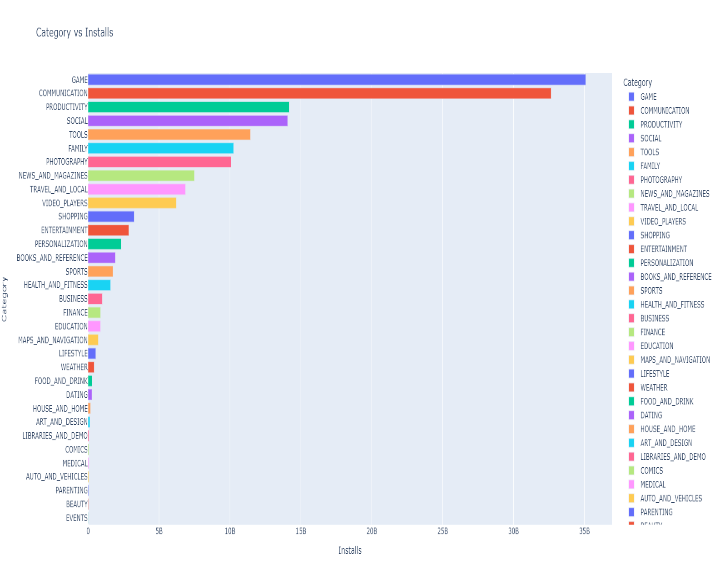 Category vs Installs
Category
GAME
COMMUNICATION
PRODUCTIVITY
SOCIAL
TOOLS
FAMILY
PHOTOGRAPHY
NEWS_AND_MAGAZINES
TRAVEL_AND_LOCAL
VIDEO_PLAYERS
SHOPPING
ENTERTAINMENT
PERSONALIZATION
BOOKS_AND_REFERENCE
SPORTS
HEALTH_AND_FITNESS
BUSINESS
FINANCE
EDUCATION
MAPS_AND_NAVIGATION
LIFESTYLE
WEATHER
FOOD_AND_DRINK
DATING
HOUSE_AND_HOME
ART_AND_DESIGN
LIBRARIES_AND_DEMO
COMICS
MEDICAL
AUTO_AND_VEHICLES
PARENTING
BEAUTY
EVENTS
0 5B 10B 15B 20B 25B 30B 35B
Installs
Category
GAME
COMMUNICATION
PRODUCTIVITY
SOCIAL
TOOLS
FAMILY
PHOTOGRAPHY
NEWS_AND_MAGAZINES
TRAVEL_AND_LOCAL
VIDEO_PLAYERS
SHOPPING
ENTERTAINMENT
PERSONALIZATION
BOOKS_AND_REFERENCE
SPORTS
HEALTH_AND_FITNESS
BUSINESS
FINANCE
EDUCATION
MAPS_AND_NAVIGATION
LIFESTYLE
WEATHER
FOOD_AND_DRINK
DATING
HOUSE_AND_HOME
ART_AND_DESIGN
LIBRARIES_AND_DEMO
COMICS
MEDICAL
AUTO_AND_VEHICLES
PARENTING